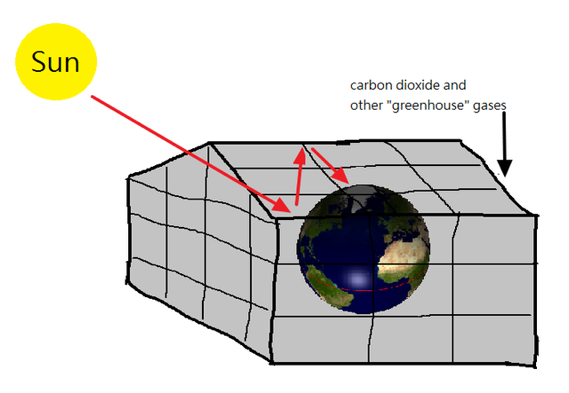 Sun
carbon dioxide and
other "greenhouse" gases